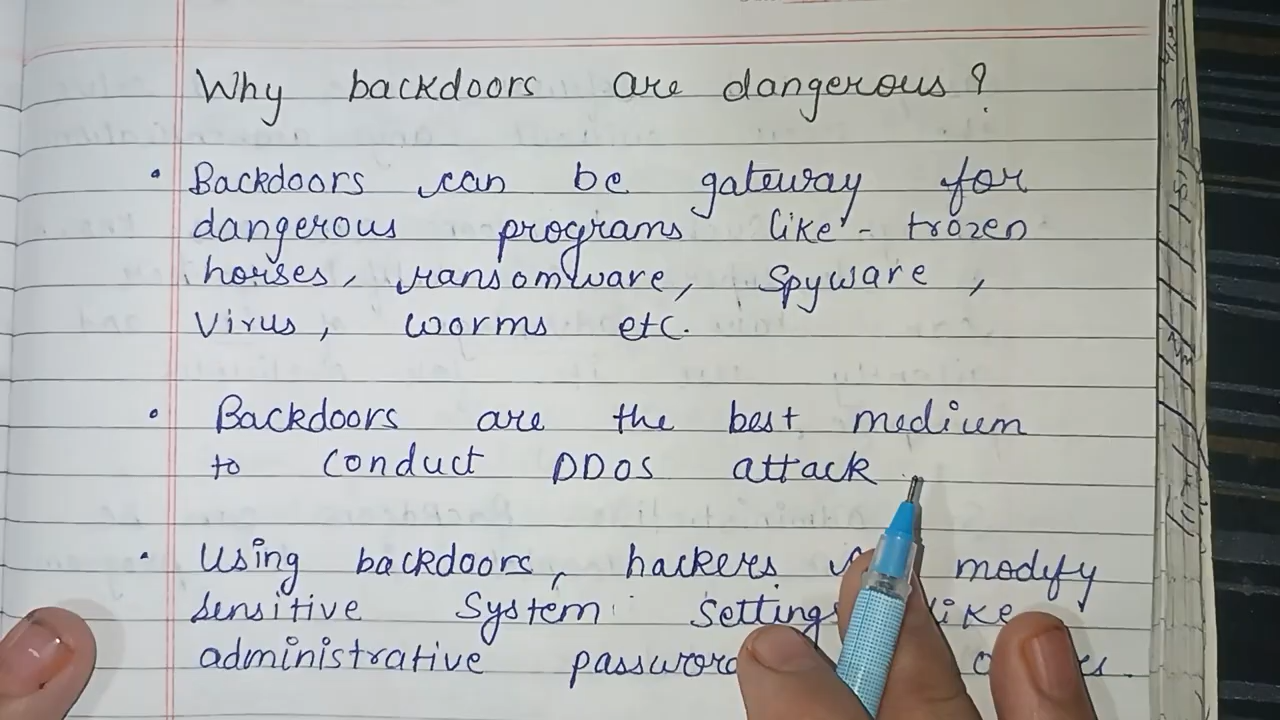 Why backdoors are dangerous?
• Backdoors can be gateway for
dangerous programs like - trozen
horses, ransomware, Spyware,
Virus, worms etc.
• Backdoors are the best medium
to conduct DDOS attack
• Using backdoors, hackers modify
sensitive System settings like
administrative